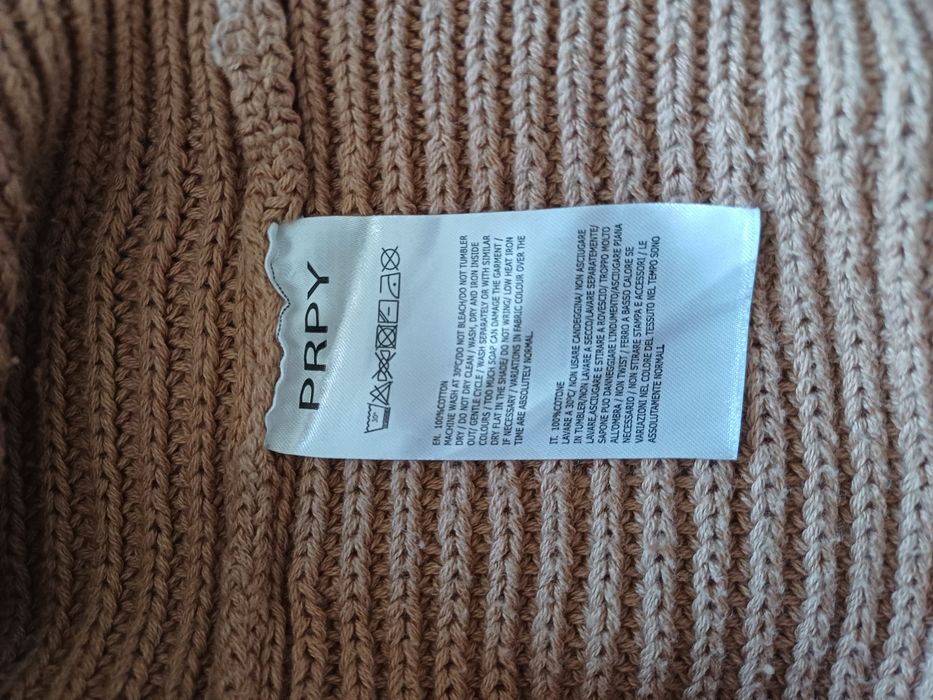 PRPY
30°
EN. 100%COTTON
MACHINE WASH AT 30ºC/DO NOT BLEACH/DO NOT TUMBLER
DRY / DO NOT DRY CLEAN / WASH, DRY AND IRON INSIDE
OUT/ GENTLE CYCLE / WASH SEPARATELY OR WITH SIMILAR
COLOURS / TOO MUCH SOAP CAN DAMAGE THE GARMENT /
DRY FLAT IN THE SHADE/ DO NOT WRING/ LOW HEAT IRON
IF NECESSARY / VARIATIONS IN FABRIC COLOUR OVER THE
TIME ARE ABSOLUTELY NORMAL.
IT. 100%COTONE
LAVARE A 30ºC/ NON USARE CANDEGGINA/ NON ASCIUGARE
IN TUMBLER/NON LAVARE A SECCO/LAVARE SEPARATEMENTE/
LAVARE,ASCIUGARE E STIRARE A ROVESCIO/ TROPPO MOLTO
SAPONE PUO DANNEGGIARE L'INDUMENTO/ASCIUGARE PIANA
ALL'OMBRA / NON TWIST / FERRO A BASSO CALORE SE
NECESSARIO / NON STIRARE STAMPA E ACCESSORI / LE
VARIAZIONI NEL COLORE DEL TESSUTO NEL TEMPO SONO
ASSOLUTAMENTE NORMALI